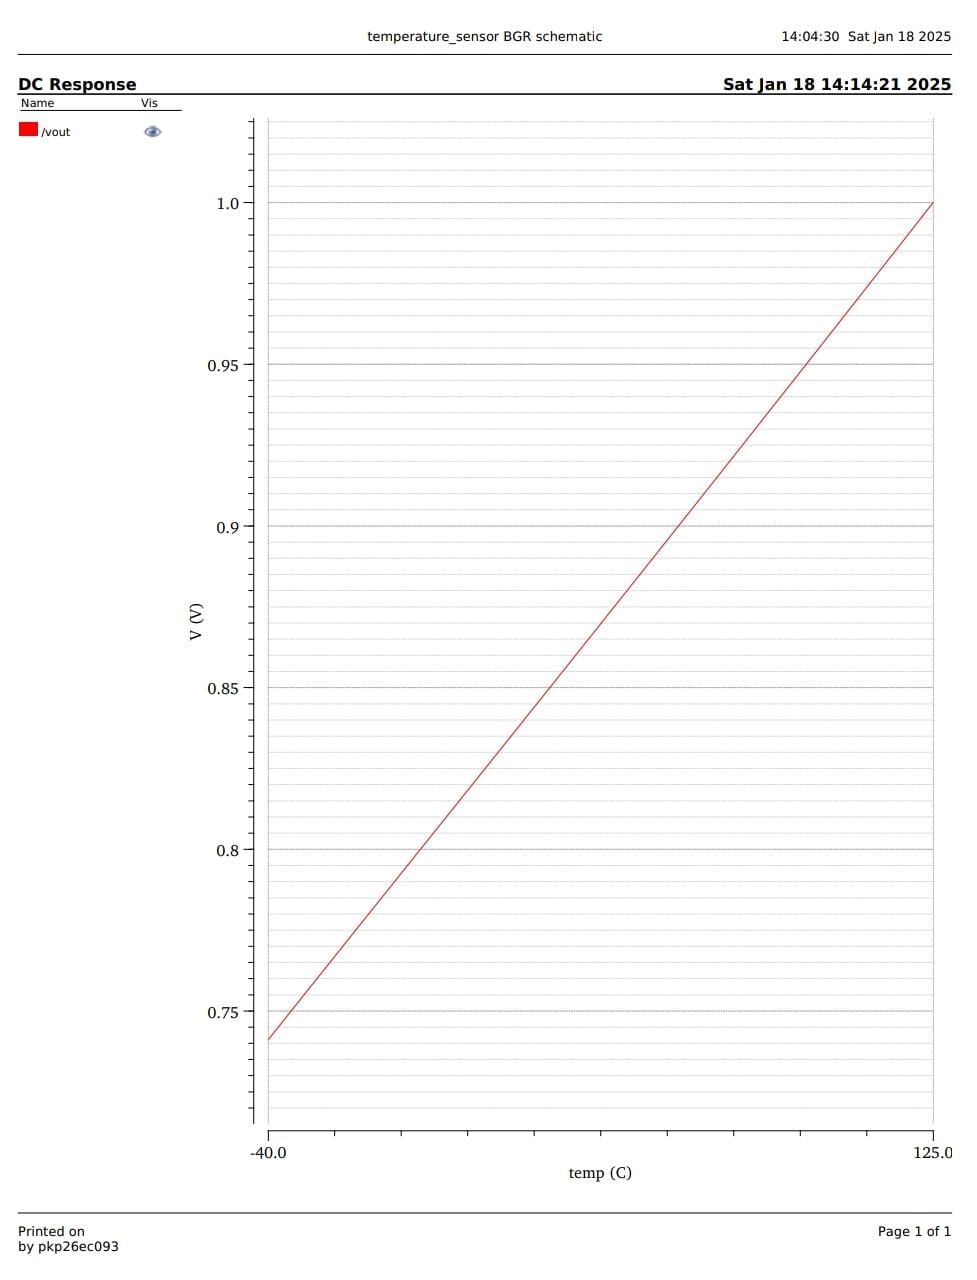 temperature_sensor BGR schematic 14:04:30 Sat Jan 18 2025
DC Response Sat Jan 18 14:14:21 2025
Name Vis
/vout
1.0
0.95
0.9
0.85
0.8
0.75
V (V)
-40.0 125.0
temp (C)
Printed on
by pkp26ec093
Page 1 of 1